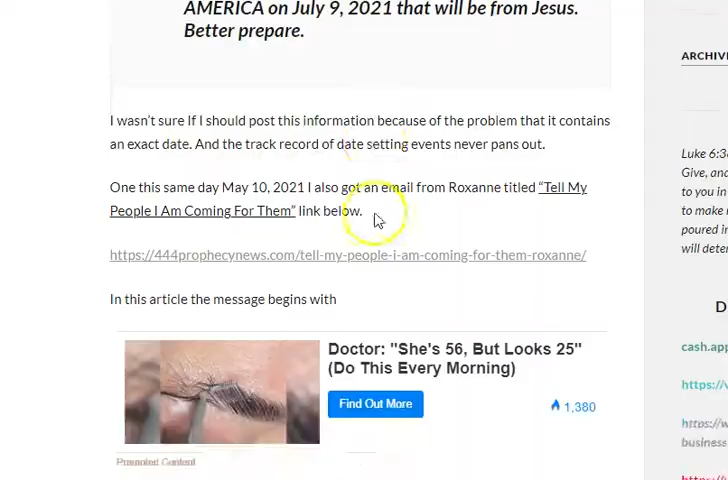 AMERICA on July 9, 2021 that will be from Jesus.
Better prepare.
I wasn't sure If I should post this information because of the problem that it contains
an exact date. And the track record of date setting events never pans out.
One this same day May 10, 2021 I also got an email from Roxanne titled "Tell My
People I Am Coming For Them" link below.
https://444prophecynews.com/tell-my-people-i-am-coming-for-them-roxanne/
In this article the message begins with
Doctor: "She's 56, But Looks 25"
(Do This Every Morning)
Find Out More
1,380
Promoted Content
ARCHIV
Luke 6:3
Give, and
to you in
to make
poured in
will deter
D
cash.app
https://v
https://w
business
https://